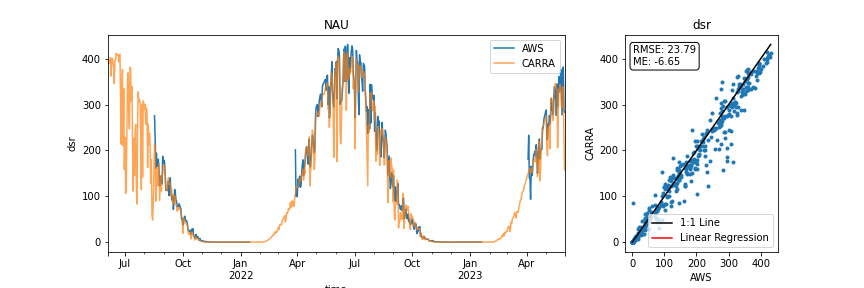 NAU
dsr
400
300
200
100
0
dsr
AWS
CARRA
Jul
Oct
Jan
2022
Apr
Jul
Oct
Jan
2023
Apr
dsr
RMSE: 23.79
ME: -6.65
400
300
200
100
0
CARRA
1:1 Line
Linear Regression
0
100
200
300
400
AWS